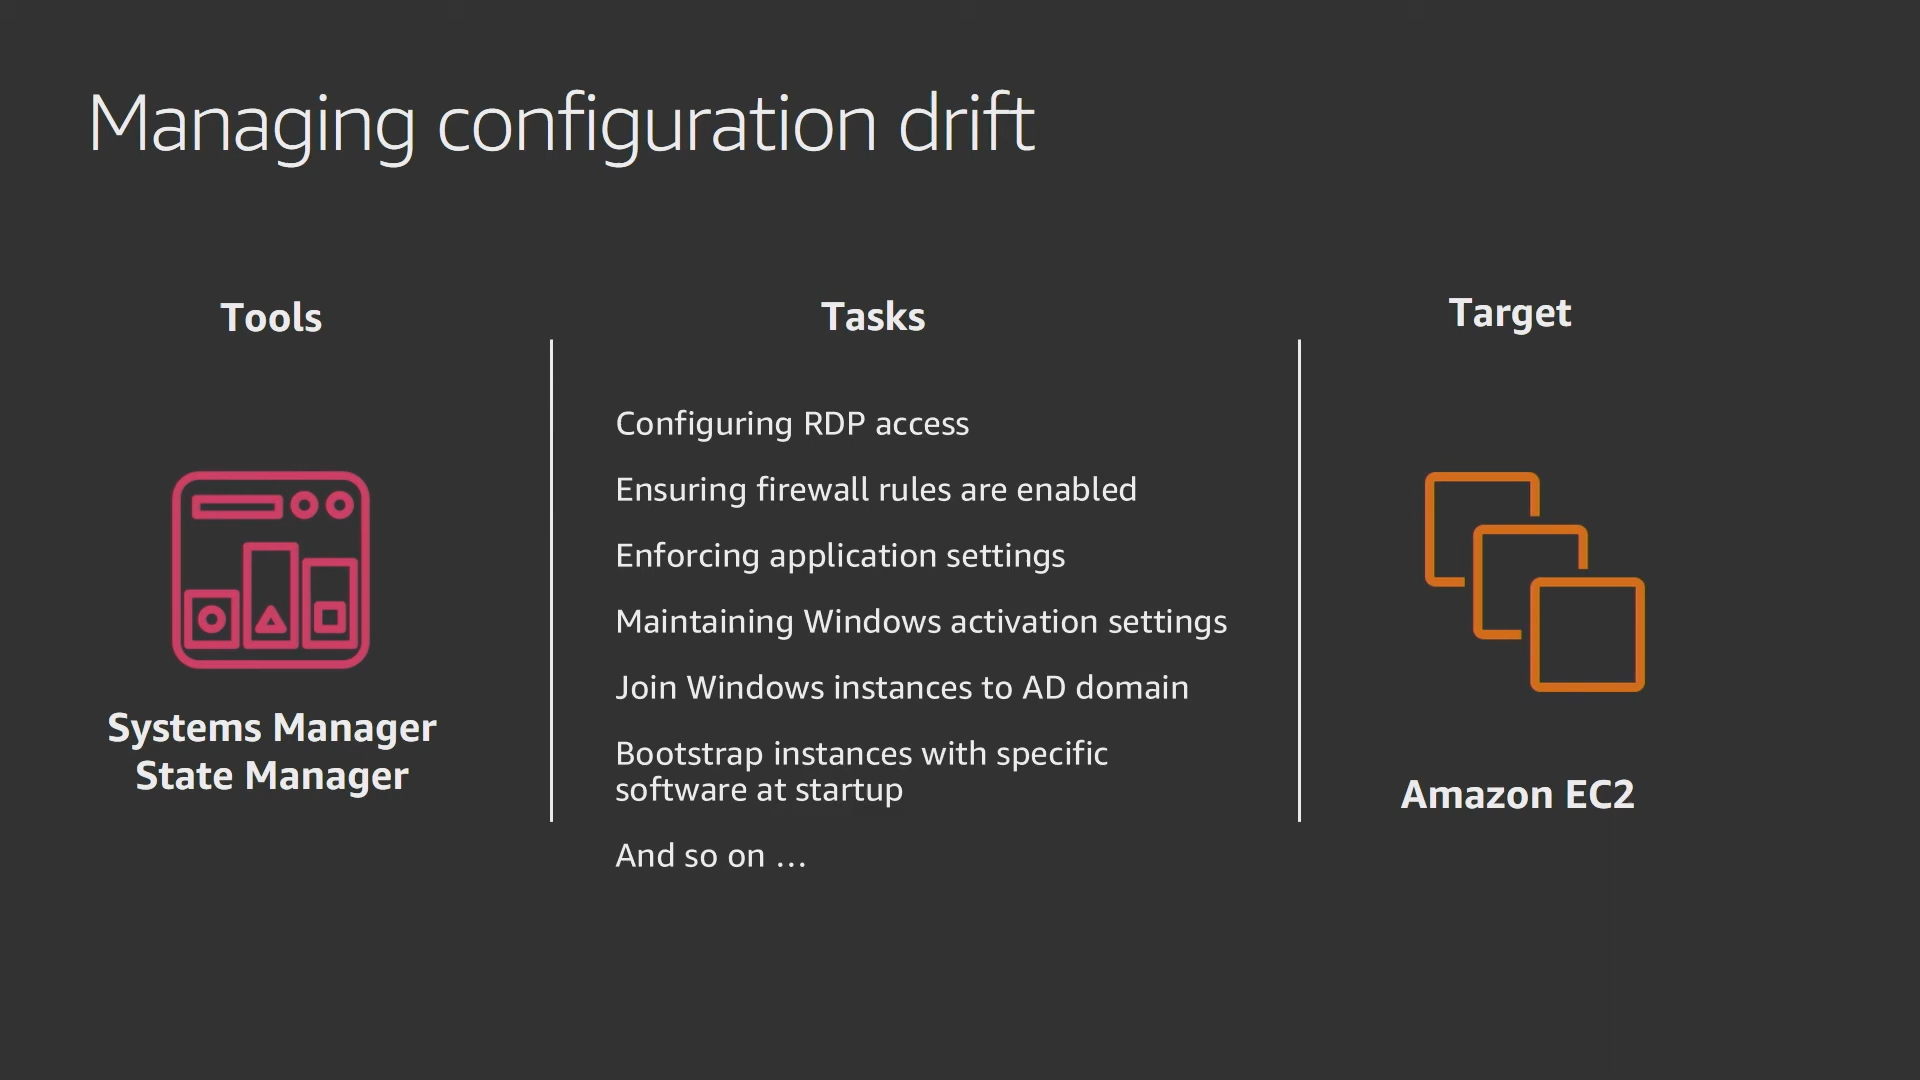 Managing configuration drift
Tools
Tasks
Target
Configuring RDP access
Ensuring firewall rules are enabled
Enforcing application settings
Maintaining Windows activation settings
Join Windows instances to AD domain
Bootstrap instances with specific
software at startup
And so on …
Systems Manager
State Manager
Amazon EC2